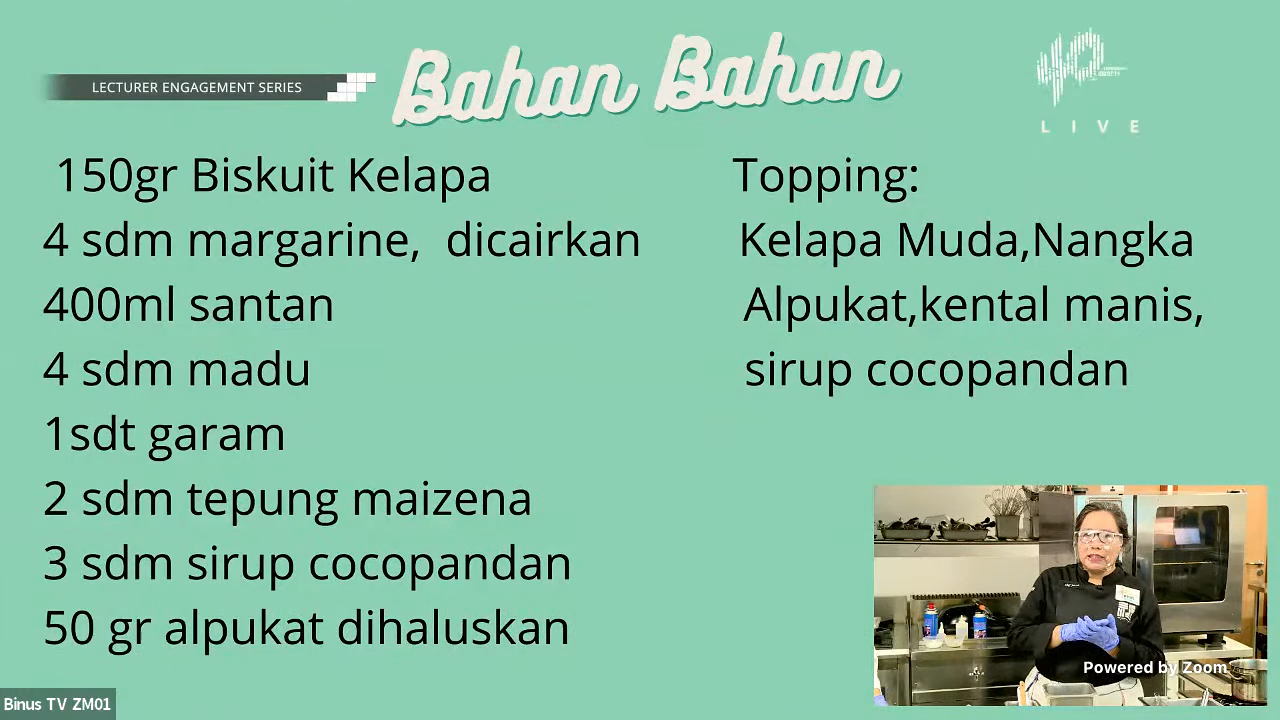 LECTURER ENGAGEMENT SERIES
Bahan Bahan
LIVE
150gr Biskuit Kelapa
4 sdm margarine, dicairkan
400ml santan
4 sdm madu
1sdt garam
2 sdm tepung maizena
3 sdm sirup cocopandan
50 gr alpukat dihaluskan
Topping:
Kelapa Muda,Nangka
Alpukat,kental manis,
sirup cocopandan
Powered by Zoom
Binus TV ZM01